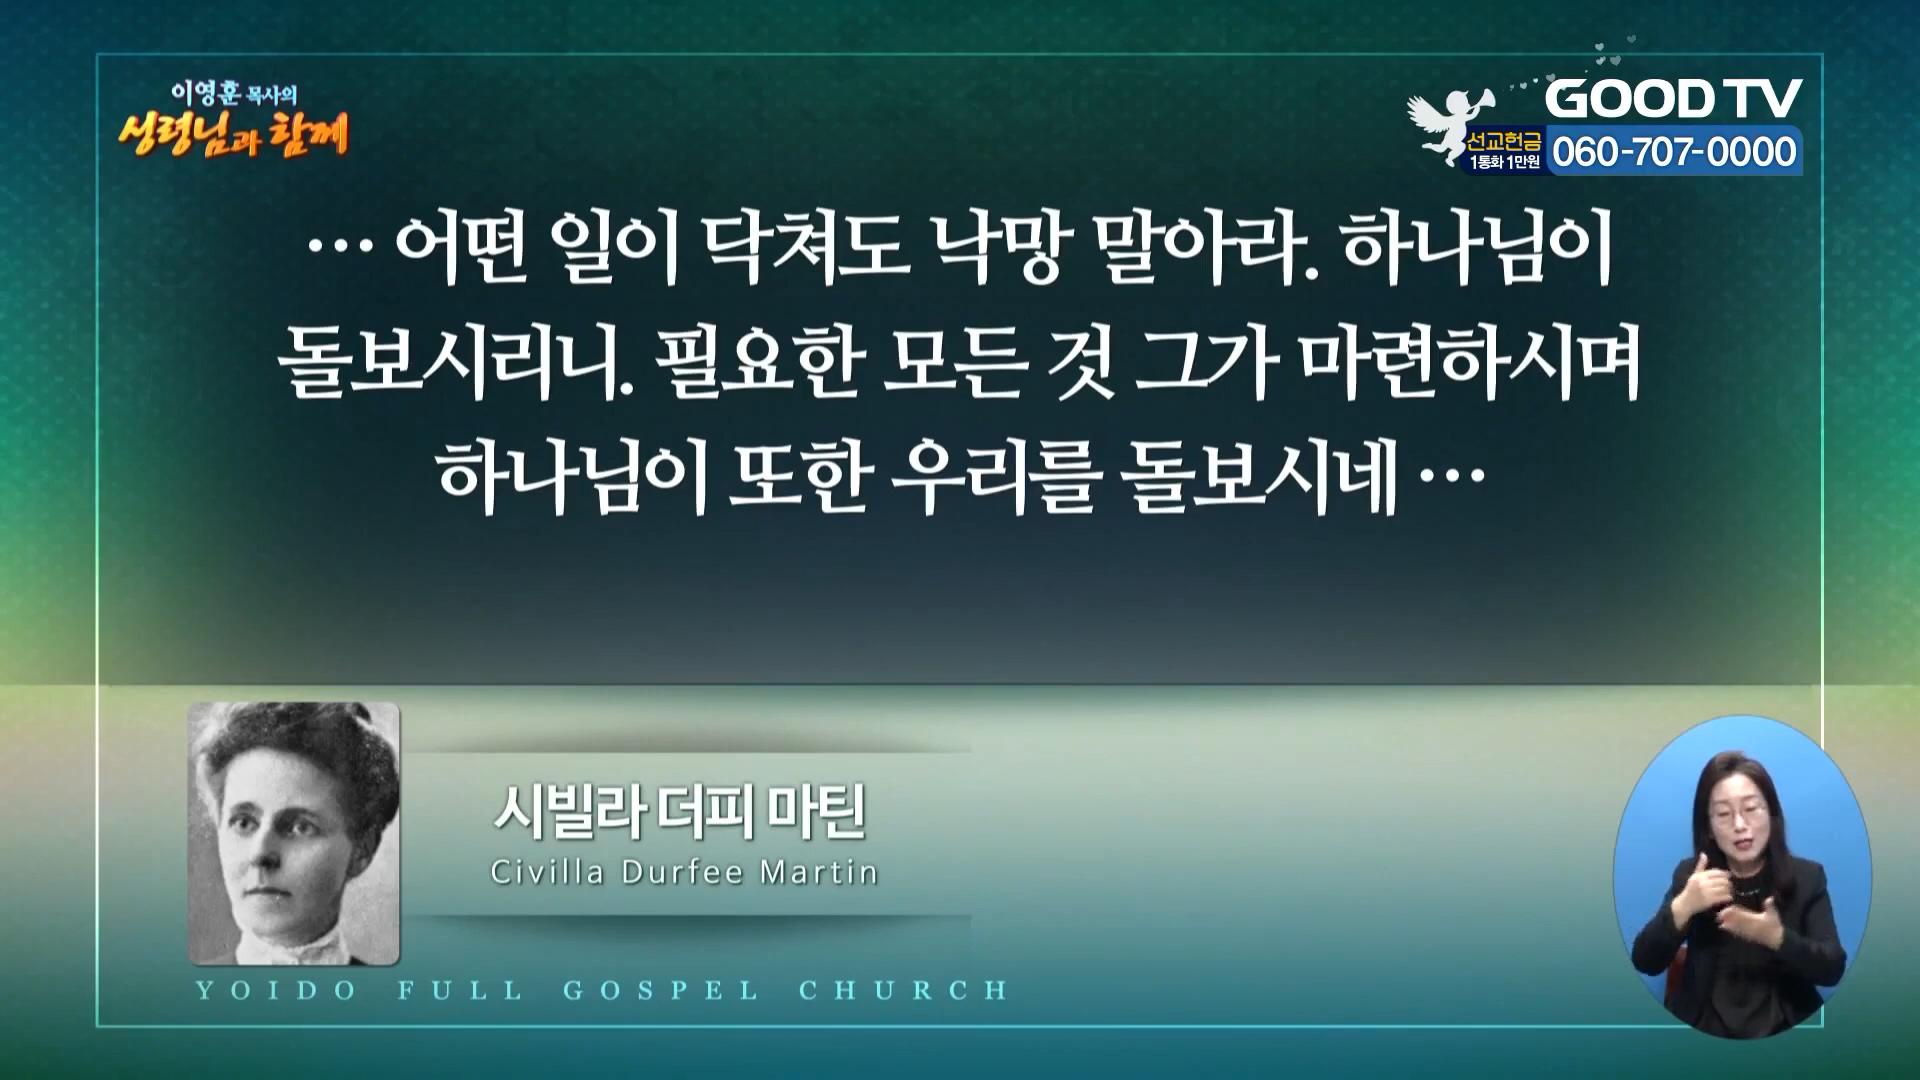 이영훈 목사의
성령님과 함께
GOOD TV
선교헌금
1통화 1만원
060-707-0000
… 어떤 일이 닥쳐도 낙망 말아라. 하나님이
돌보시리니. 필요한 모든 것 그가 마련하시며
하나님이 또한 우리를 돌보시네 …
시빌라 더피 마틴
Civilla Durfee Martin
YOIDO FULL GOSPEL CHURCH